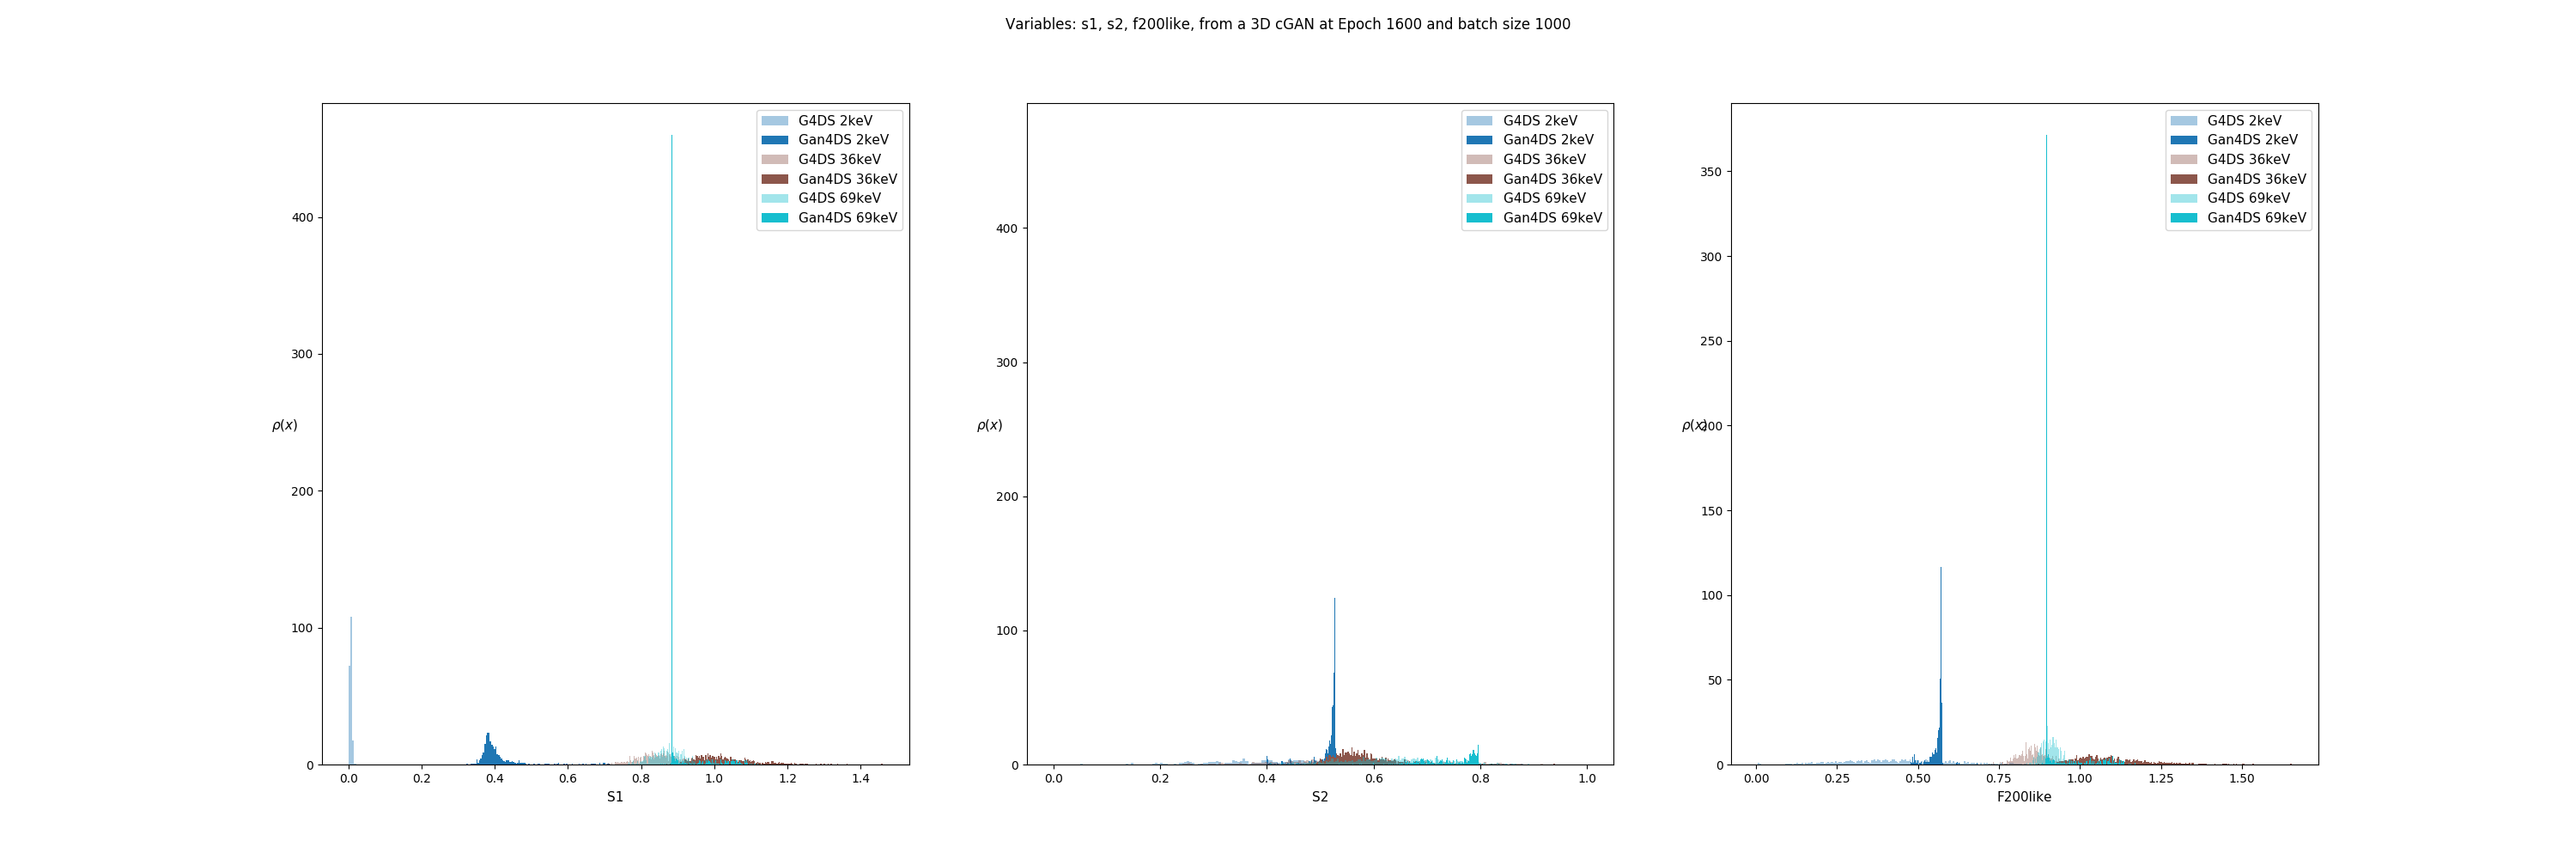 Variables: s1, s2, f200like, from a 3D cGAN at Epoch 1600 and batch size 1000
G4DS 2keV
Gan4DS 2keV
G4DS 36keV
Gan4DS 36keV
G4DS 69keV
Gan4DS 69keV
400
300
200
100
0
ρ(x)
0.0 0.2 0.4 0.6 0.8 1.0 1.2 1.4
S1
G4DS 2keV
Gan4DS 2keV
G4DS 36keV
Gan4DS 36keV
G4DS 69keV
Gan4DS 69keV
400
300
200
100
0
ρ(x)
0.0 0.2 0.4 0.6 0.8 1.0
S2
G4DS 2keV
Gan4DS 2keV
G4DS 36keV
Gan4DS 36keV
G4DS 69keV
Gan4DS 69keV
350
300
250
200
150
100
50
0
ρ(x)
0.00 0.25 0.50 0.75 1.00 1.25 1.50
F200like